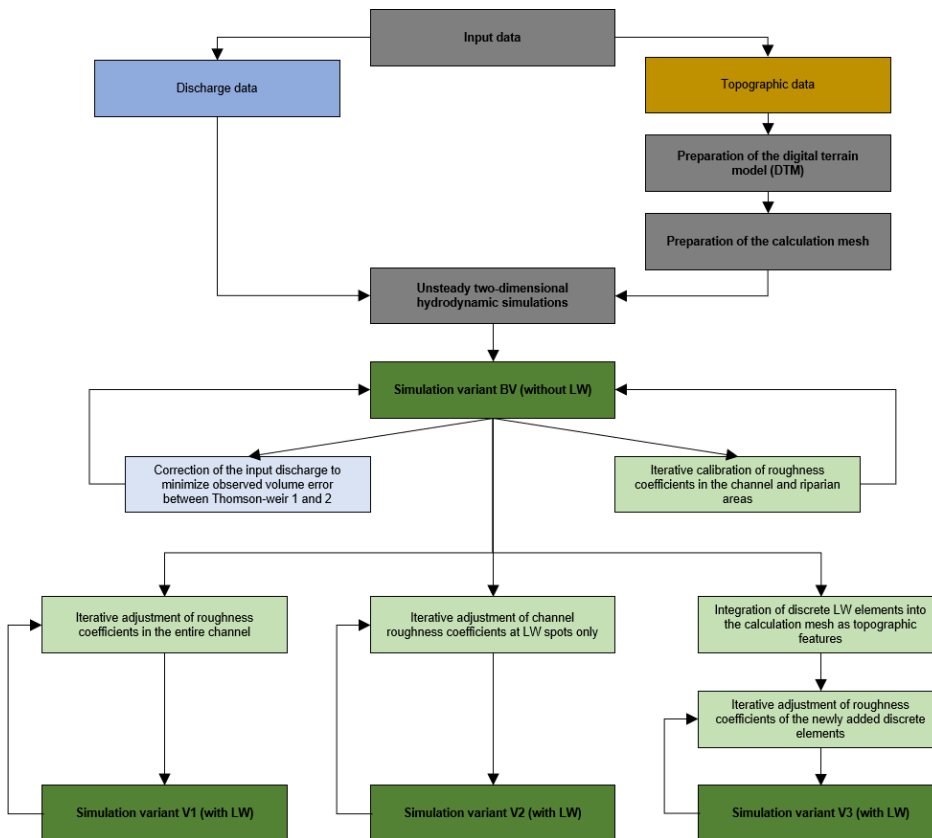 Input data
Discharge data
Topographic data
Preparation of the digital terrain
model (DTM)
Preparation of the calculation mesh
Unsteady two-dimensional
hydrodynamic simulations
Simulation variant BV (without LW)
Correction of the input discharge to
minimize observed volume error
between Thomson-weir 1 and 2
Iterative calibration of roughness
coefficients in the channel and riparian
areas
Iterative adjustment of roughness
coefficients in the entire channel
Iterative adjustment of channel
roughness coefficients at LW spots only
Integration of discrete LW elements into
the calculation mesh as topographic
features
Iterative adjustment of roughness
coefficients of the newly added discrete
elements
Simulation variant V1 (with LW)
Simulation variant V2 (with LW)
Simulation variant V3 (with LW)